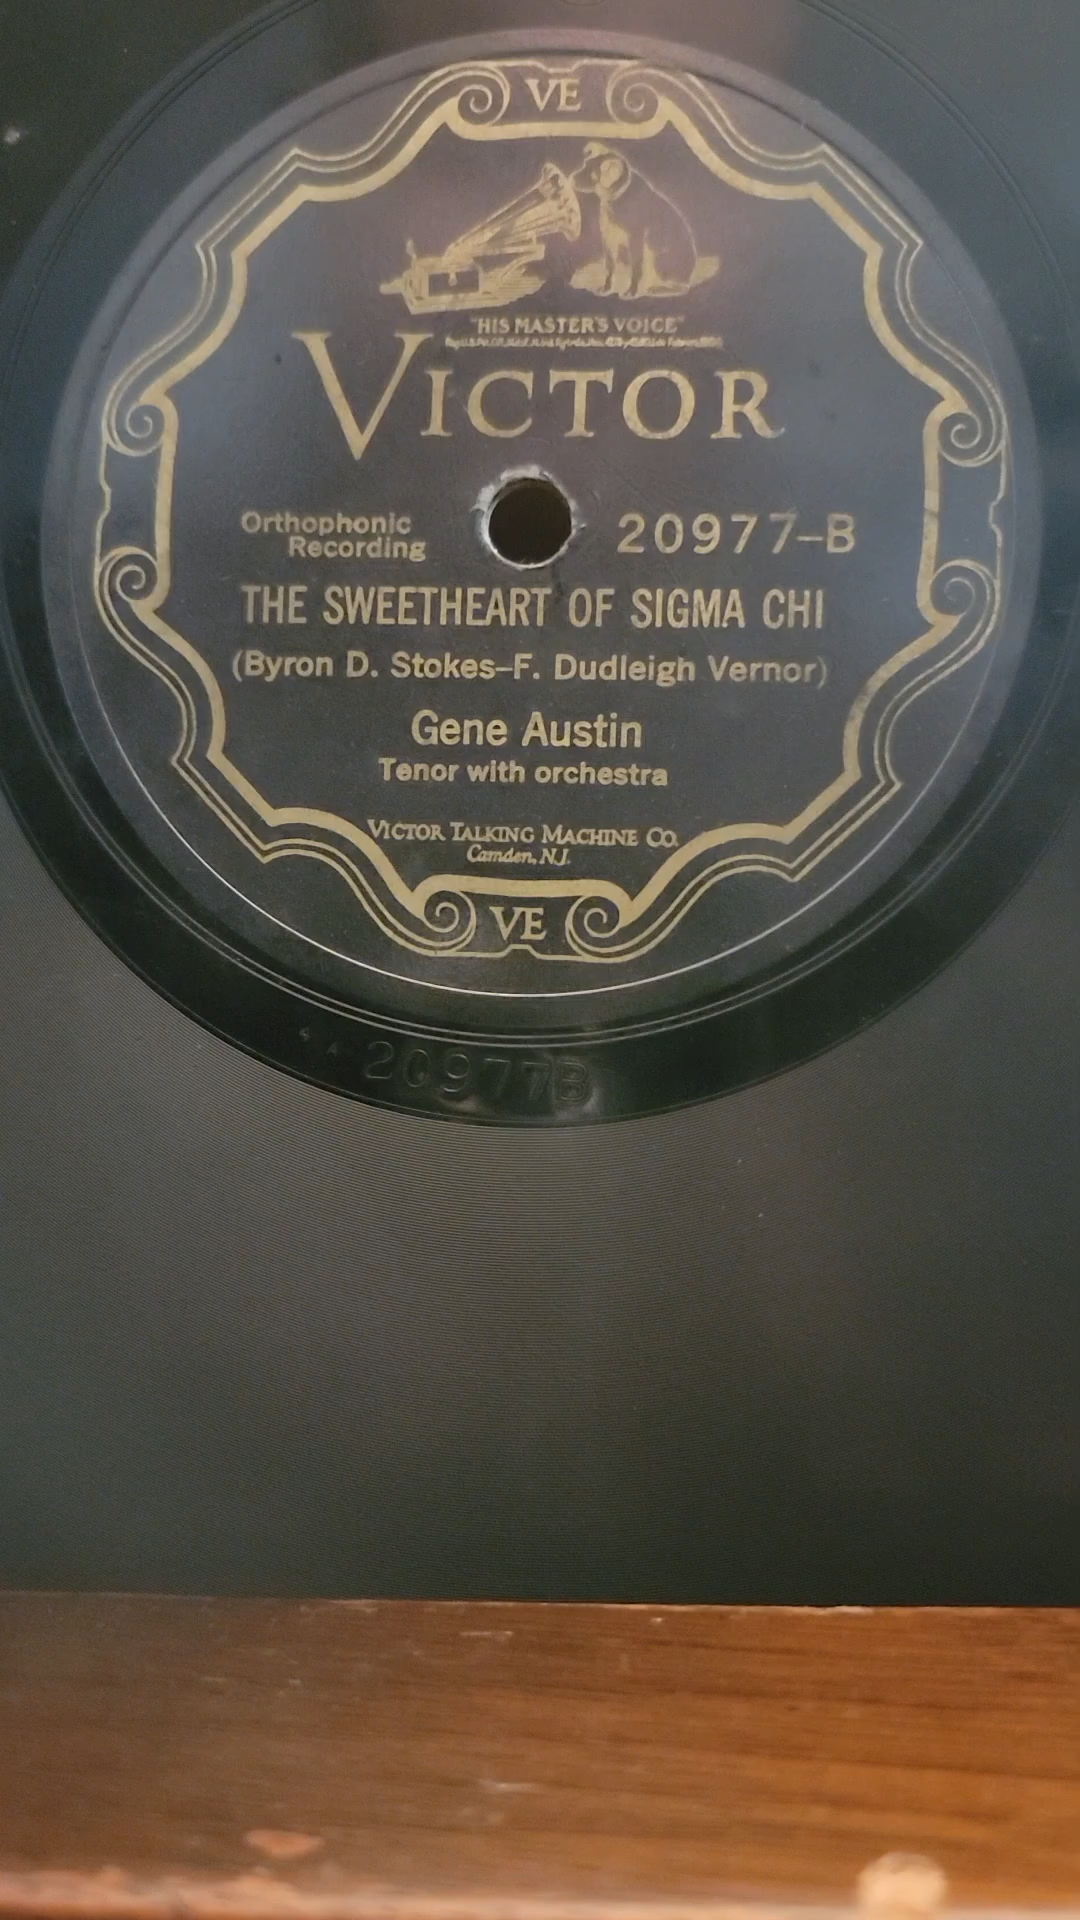 VE
"HIS MASTER'S VOICE"
VICTOR
Orthophonic
Recording
20977-B
THE SWEETHEART OF SIGMA CHI
(Byron D. Stokes-F. Dudleigh Vernor)
Gene Austin
Tenor with orchestra
VICTOR TALKING MACHINE CO.
Camden, N.J.
VE
20977B